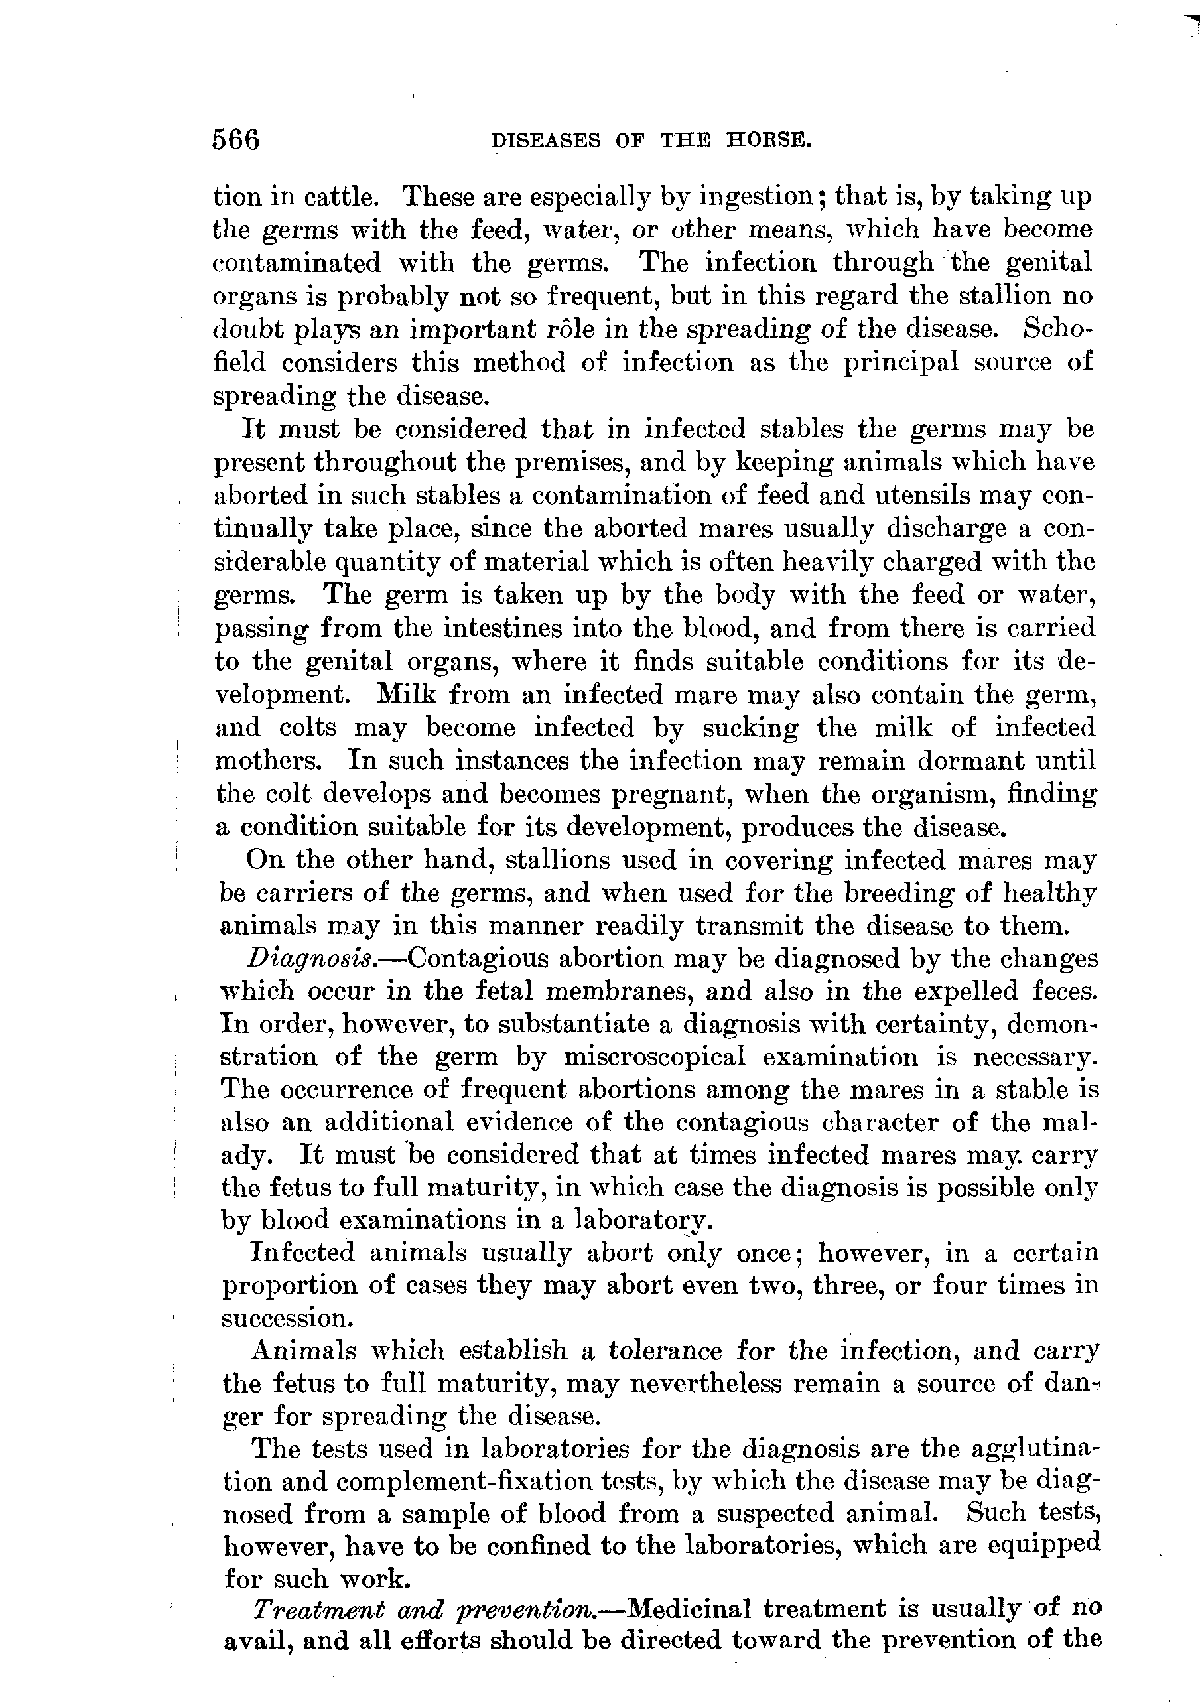 566 DISEASES OF THE HORSE.
tion in cattle. These are especially by ingestion; that is, by taking up
the germs with the feed, water, or other means, which have become
contaminated with the germs. The infection through the genital
organs is probably not so frequent, but in this regard the stallion no
doubt plays an important rôle in the spreading of the disease. Scho-
field considers this method of infection as the principal source of
spreading the disease.
It must be considered that in infected stables the germs may be
present throughout the premises, and by keeping animals which have
aborted in such stables a contamination of feed and utensils may con-
tinually take place, since the aborted mares usually discharge a con-
siderable quantity of material which is often heavily charged with the
germs. The germ is taken up by the body with the feed or water,
passing from the intestines into the blood, and from there is carried
to the genital organs, where it finds suitable conditions for its de-
velopment. Milk from an infected mare may also contain the germ,
and colts may become infected by sucking the milk of infected
mothers. In such instances the infection may remain dormant until
the colt develops and becomes pregnant, when the organism, finding
a condition suitable for its development, produces the disease.
On the other hand, stallions used in covering infected mares may
be carriers of the germs, and when used for the breeding of healthy
animals may in this manner readily transmit the disease to them.
Diagnosis.—Contagious abortion may be diagnosed by the changes
which occur in the fetal membranes, and also in the expelled feces.
In order, however, to substantiate a diagnosis with certainty, demon-
stration of the germ by miscroscopical examination is necessary.
The occurrence of frequent abortions among the mares in a stable is
also an additional evidence of the contagious character of the mal-
ady. It must be considered that at times infected mares may. carry
the fetus to full maturity, in which case the diagnosis is possible only
by blood examinations in a laboratory.
Infected animals usually abort only once; however, in a certain
proportion of cases they may abort even two, three, or four times in
succession.
Animals which establish a tolerance for the infection, and carry
the fetus to full maturity, may nevertheless remain a source of dan-
ger for spreading the disease.
The tests used in laboratories for the diagnosis are the agglutina-
tion and complement-fixation tests, by which the disease may be diag-
nosed from a sample of blood from a suspected animal. Such tests,
however, have to be confined to the laboratories, which are equipped
for such work.
Treatment and prevention.—Medicinal treatment is usually of no
avail, and all efforts should be directed toward the prevention of the